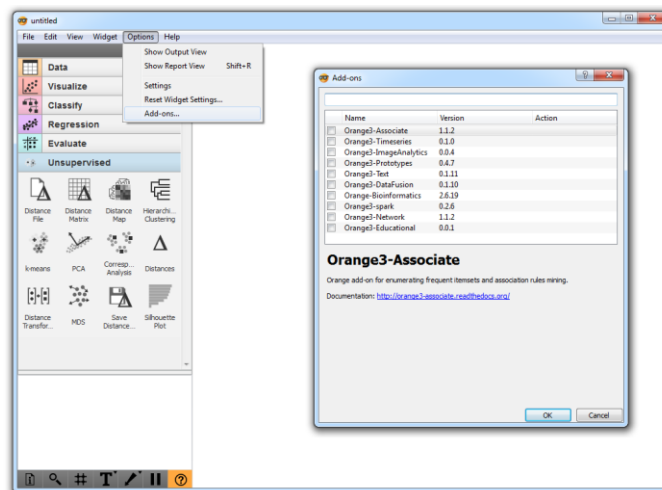 untitled
File Edit View Widget Options Help
Show Output View
Show Report View Shift+R
Settings
Reset Widget Settings...
Add-ons...
Data
Visualize
Classify
Regression
Evaluate
Unsupervised
Distance File
Distance Matrix
Distance Map
Hierarchi... Clustering
k-means
PCA
Corresp... Analysis
Distances
Distance Transfor...
MDS
Save Distance...
Silhouette Plot
Add-ons
Name Version Action
Orange3-Associate 1.1.2
Orange3-Timeseries 0.1.0
Orange3-ImageAnalytics 0.0.4
Orange3-Prototypes 0.4.7
Orange3-Text 0.1.11
Orange3-DataFusion 0.1.10
Orange-Bioinformatics 2.6.19
Orange3-spark 0.2.6
Orange3-Network 1.1.2
Orange3-Educational 0.0.1
Orange3-Associate
Orange add-on for enumerating frequent itemsets and association rules mining.
Documentation: http://orange3-associate.readthedocs.org/
OK Cancel